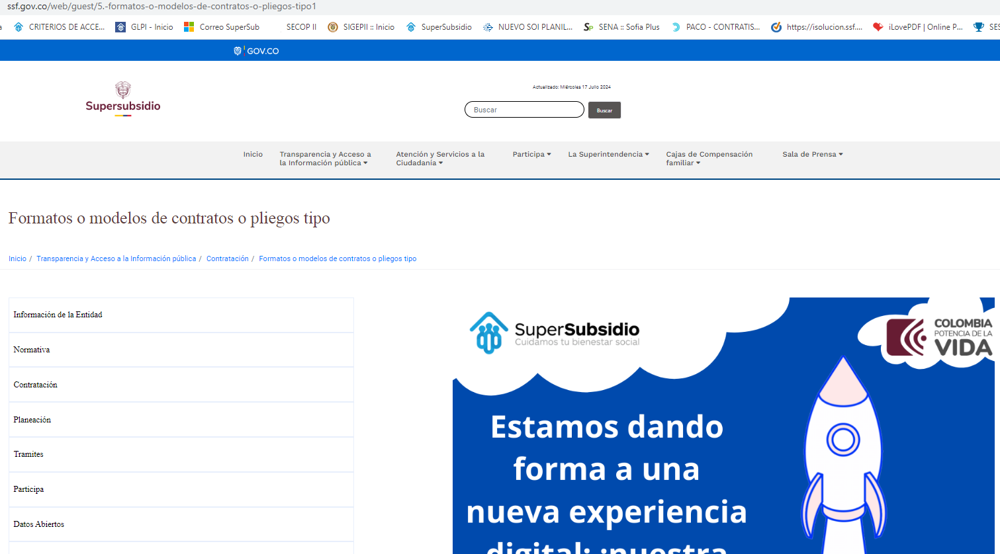 ssf.gov.co/web/guest/5.-formatos-o-modelos-de-contratos-o-pliegos-tipo1
CRITERIOS DE ACCE... GLPI - Inicio Correo SuperSub SECOP II SIGEPII :: Inicio SuperSubsidio NUEVO SOI PLANIL... SENA :: Sofia Plus PACO - CONTRATIS... https://isolucion.ssf.... iLovePDF | Online P... SES
GOV.CO
Actualizado: Miércoles 17 Julio 2024
Supersubsidio
Buscar Buscar
Inicio
Transparencia y Acceso a
la Información pública
Atención y Servicios a la
Ciudadanía
Participa
La Superintendencia
Cajas de Compensación
familiar
Sala de Prensa
Formatos o modelos de contratos o pliegos tipo
Inicio / Transparencia y Acceso a la Información pública / Contratación / Formatos o modelos de contratos o pliegos tipo
Información de la Entidad
Normativa
Contratación
Planeación
Tramites
Participa
Datos Abiertos
SuperSubsidio
Cuidamos tu bienestar social
COLOMBIA
POTENCIA DE LA
VIDA
Estamos dando
forma a una
nueva experiencia
digital: ¡nuestra